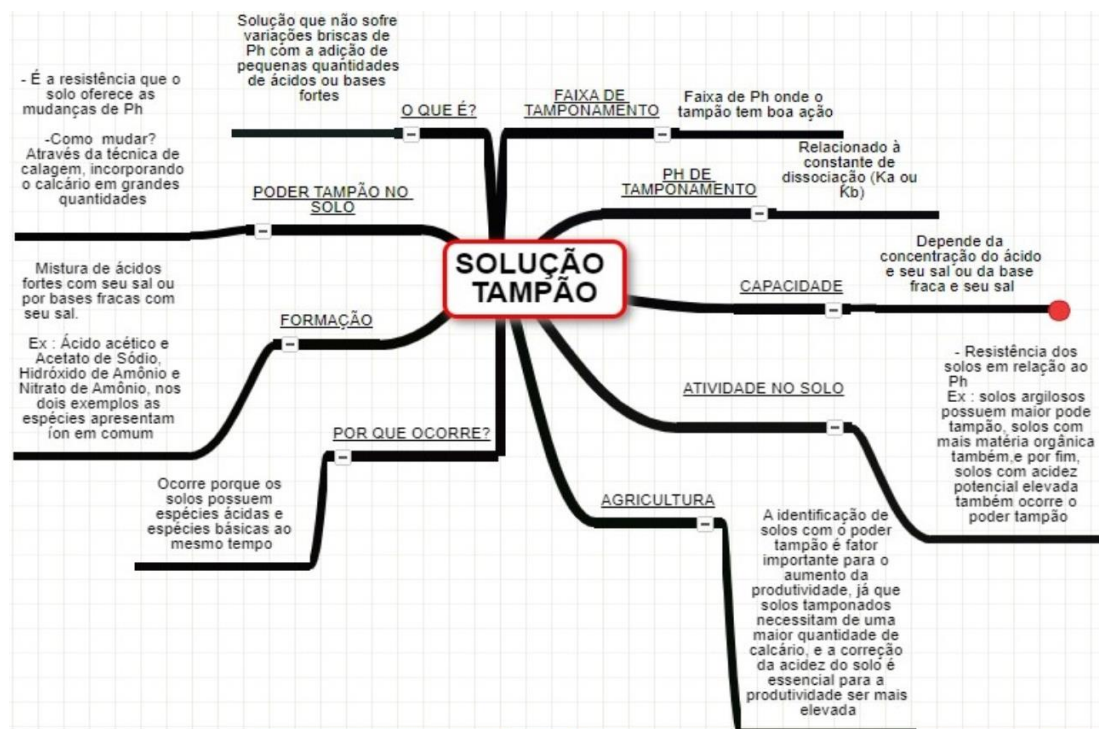 SOLUÇÃO
TAMPÃO
O QUE É?
Solução que não sofre
variações briscas de
Ph com a adição de
pequenas quantidades
de ácidos ou bases
fortes
PODER TAMPÃO NO
SOLO
- É a resistência que o
solo oferece as
mudanças de Ph
-Como mudar?
Através da técnica de
calagem, incorporando
o calcário em grandes
quantidades
FORMAÇÃO
Mistura de ácidos
fortes com seu sal ou
por bases fracas com
seu sal.
Ex : Ácido acético e
Acetato de Sódio,
Hidróxido de Amônio e
Nitrato de Amônio, nos
dois exemplos as
espécies apresentam
íon em comum
POR QUE OCORRE?
Ocorre porque os
solos possuem
espécies ácidas e
espécies básicas ao
mesmo tempo
FAIXA DE
TAMPONAMENTO
Faixa de Ph onde o
tampão tem boa ação
PH DE
TAMPONAMENTO
Relacionado à
constante de
dissociação (Ka ou
Kb)
CAPACIDADE
Depende da
concentração do ácido
e seu sal ou da base
fraca e seu sal
ATIVIDADE NO SOLO
- Resistência dos
solos em relação ao
Ph
Ex : solos argilosos
possuem maior pode
tampão, solos com
mais matéria orgânica
também,e por fim,
solos com acidez
potencial elevada
também ocorre o
poder tampão
AGRICULTURA
A identificação de
solos com o poder
tampão é fator
importante para o
aumento da
produtividade, já que
solos tamponados
necessitam de uma
maior quantidade de
calcário, e a correção
da acidez do solo é
essencial para a
produtividade ser mais
elevada